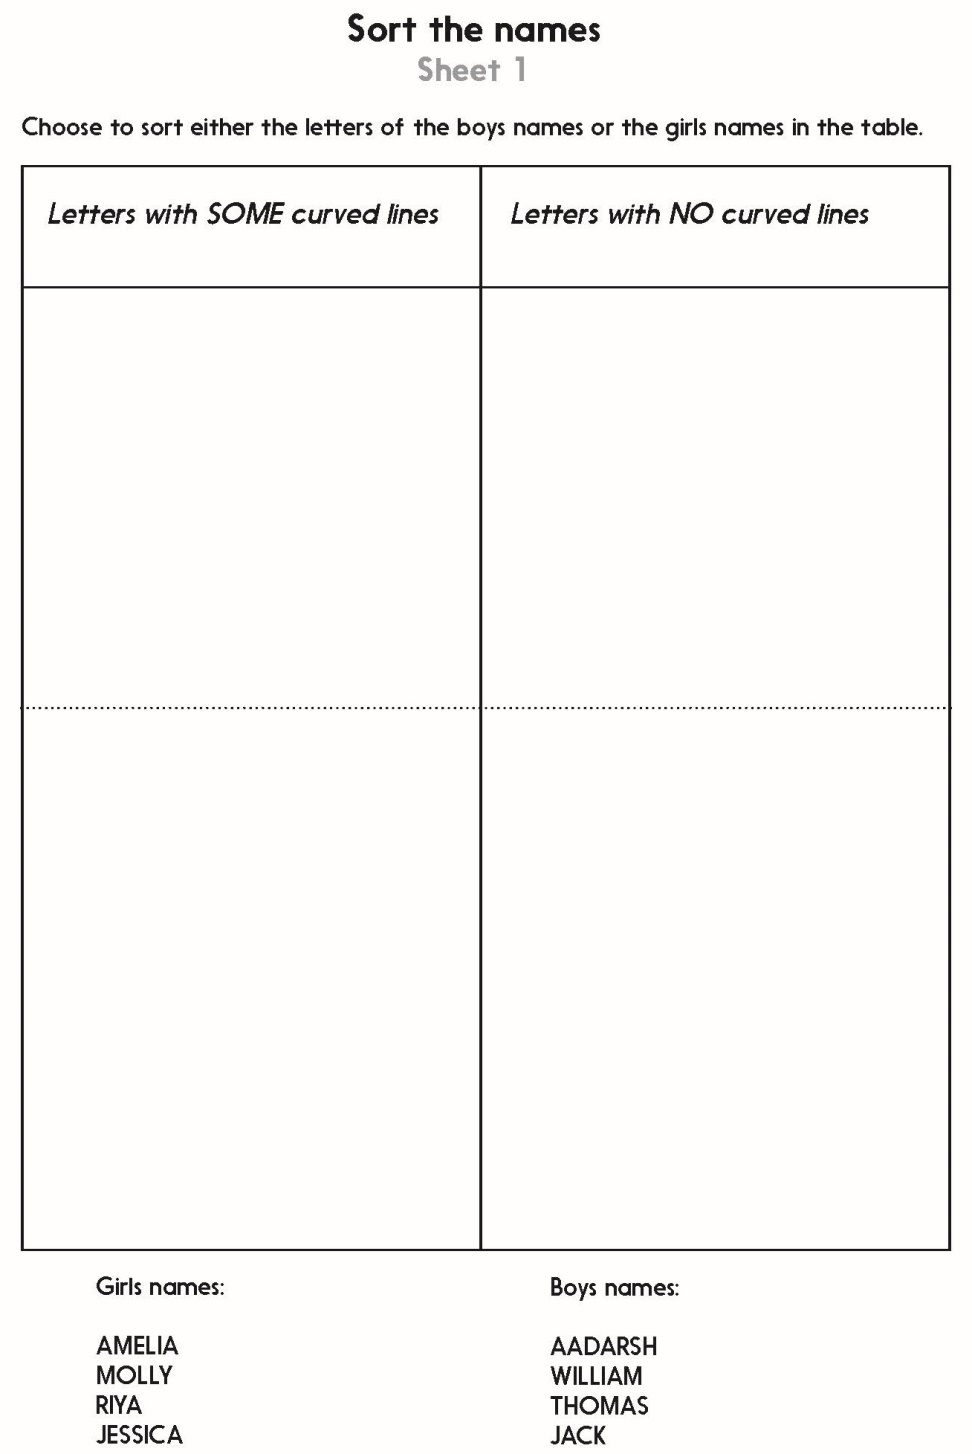 Sort the names
Sheet 1
Choose to sort either the letters of the boys names or the girls names in the table.
Letters with SOME curved lines
Letters with NO curved lines
Girls names:
AMELIA
MOLLY
RIYA
JESSICA
Boys names:
AADARSH
WILLIAM
THOMAS
JACK